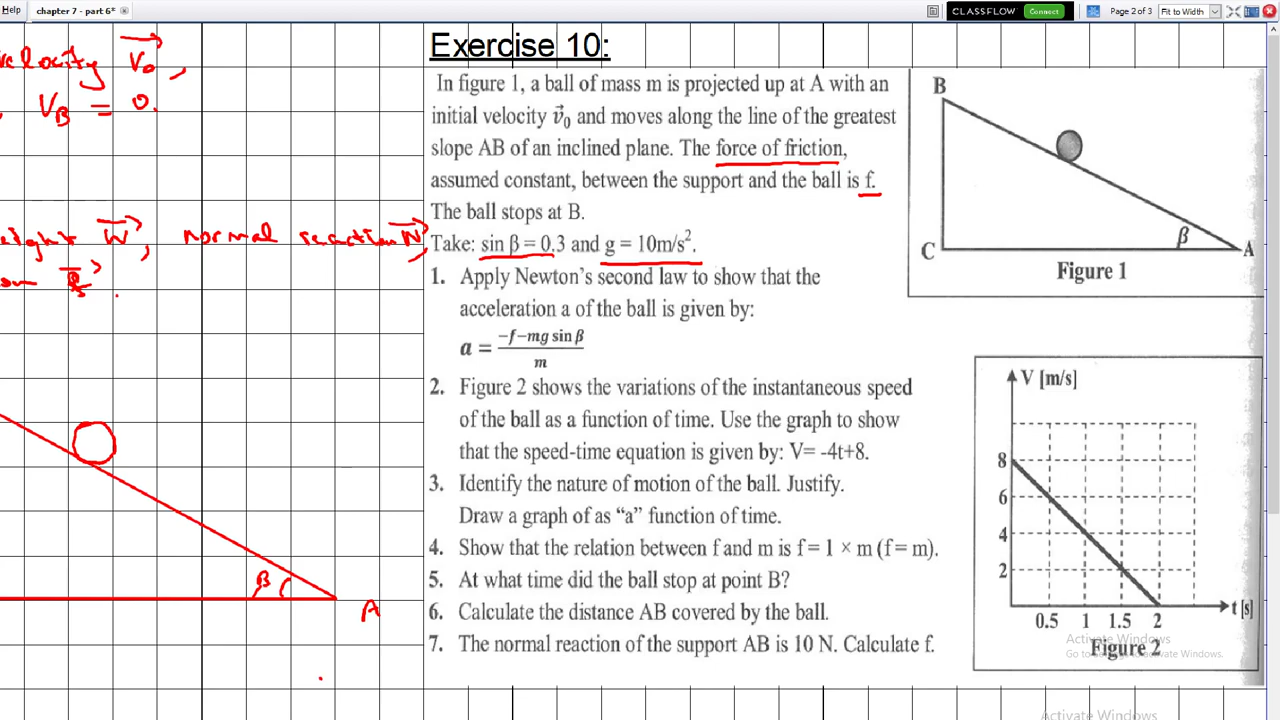 Help
chapter 7 - part 6*
CLASSFLOW Connect
Page 2 of 3
Fit to Width
velocity v₀,
V_B = 0.
eight W, normal reaction N,
β
A
Exercise 10:
In figure 1, a ball of mass m is projected up at A with an
initial velocity v⃗₀ and moves along the line of the greatest
slope AB of an inclined plane. The force of friction,
assumed constant, between the support and the ball is f.
The ball stops at B.
Take: sin β = 0.3 and g = 10m/s².
1. Apply Newton's second law to show that the
acceleration a of the ball is given by:
a = −f−mg sin β / m
2. Figure 2 shows the variations of the instantaneous speed
of the ball as a function of time. Use the graph to show
that the speed-time equation is given by: V= -4t+8.
3. Identify the nature of motion of the ball. Justify.
Draw a graph of as "a" function of time.
4. Show that the relation between f and m is f = 1 × m (f = m).
5. At what time did the ball stop at point B?
6. Calculate the distance AB covered by the ball.
7. The normal reaction of the support AB is 10 N. Calculate f.
B
β
C
A
Figure 1
V [m/s]
8
6
4
2
0.5 1 1.5 2
t [s]
Figure 2
Activate Windows
Go to Settings to activate Windows.
Activate Windows